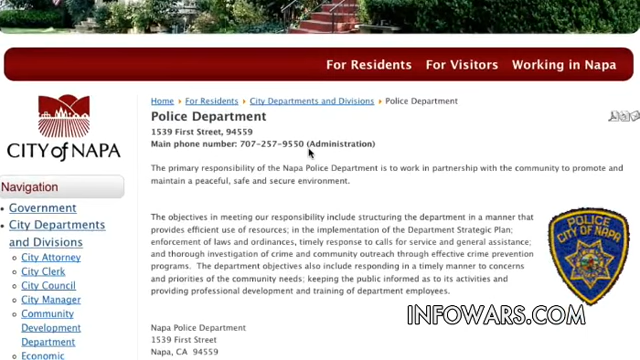 For Residents For Visitors Working in Napa
CITY of NAPA
Home For Residents City Departments and Divisions Police Department
Police Department
1539 First Street, 94559
Main phone number: 707-257-9550 (Administration)
The primary responsibility of the Napa Police Department is to work in partnership with the community to promote and
maintain a peaceful, safe and secure environment.
Navigation
Government
City Departments
and Divisions
City Attorney
City Clerk
City Council
City Manager
Community
Development
Department
Economic
The objectives in meeting our responsibility include structuring the department in a manner that
provides efficient use of resources; in the implementation of the Department Strategic Plan;
enforcement of laws and ordinances, timely response to calls for service and general assistance;
and thorough investigation of crime and community outreach through effective crime prevention
programs. The department objectives also include responding in a timely manner to concerns
and priorities of the community needs; keeping the public informed as to its activities and
providing professional development and training of department employees.
POLICE
CITY OF NAPA
INFOWARS.COM
Napa Police Department
1539 First Street
Napa, CA 94559